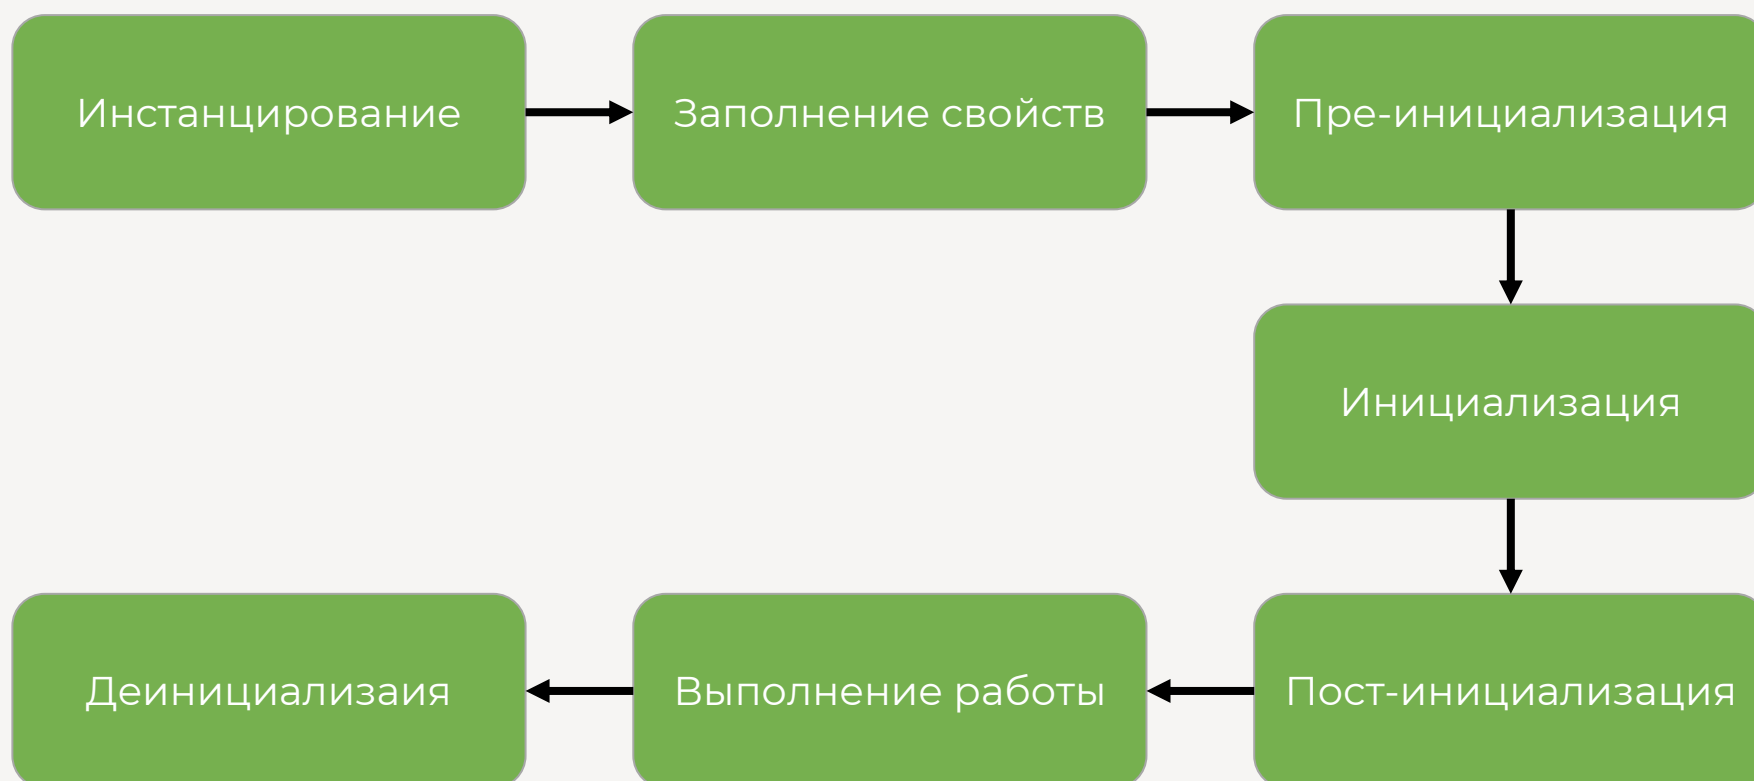 Инстанцирование
Заполнение свойств
Пре-инициализация
Инициализация
Пост-инициализация
Выполнение работы
Деинициализаия